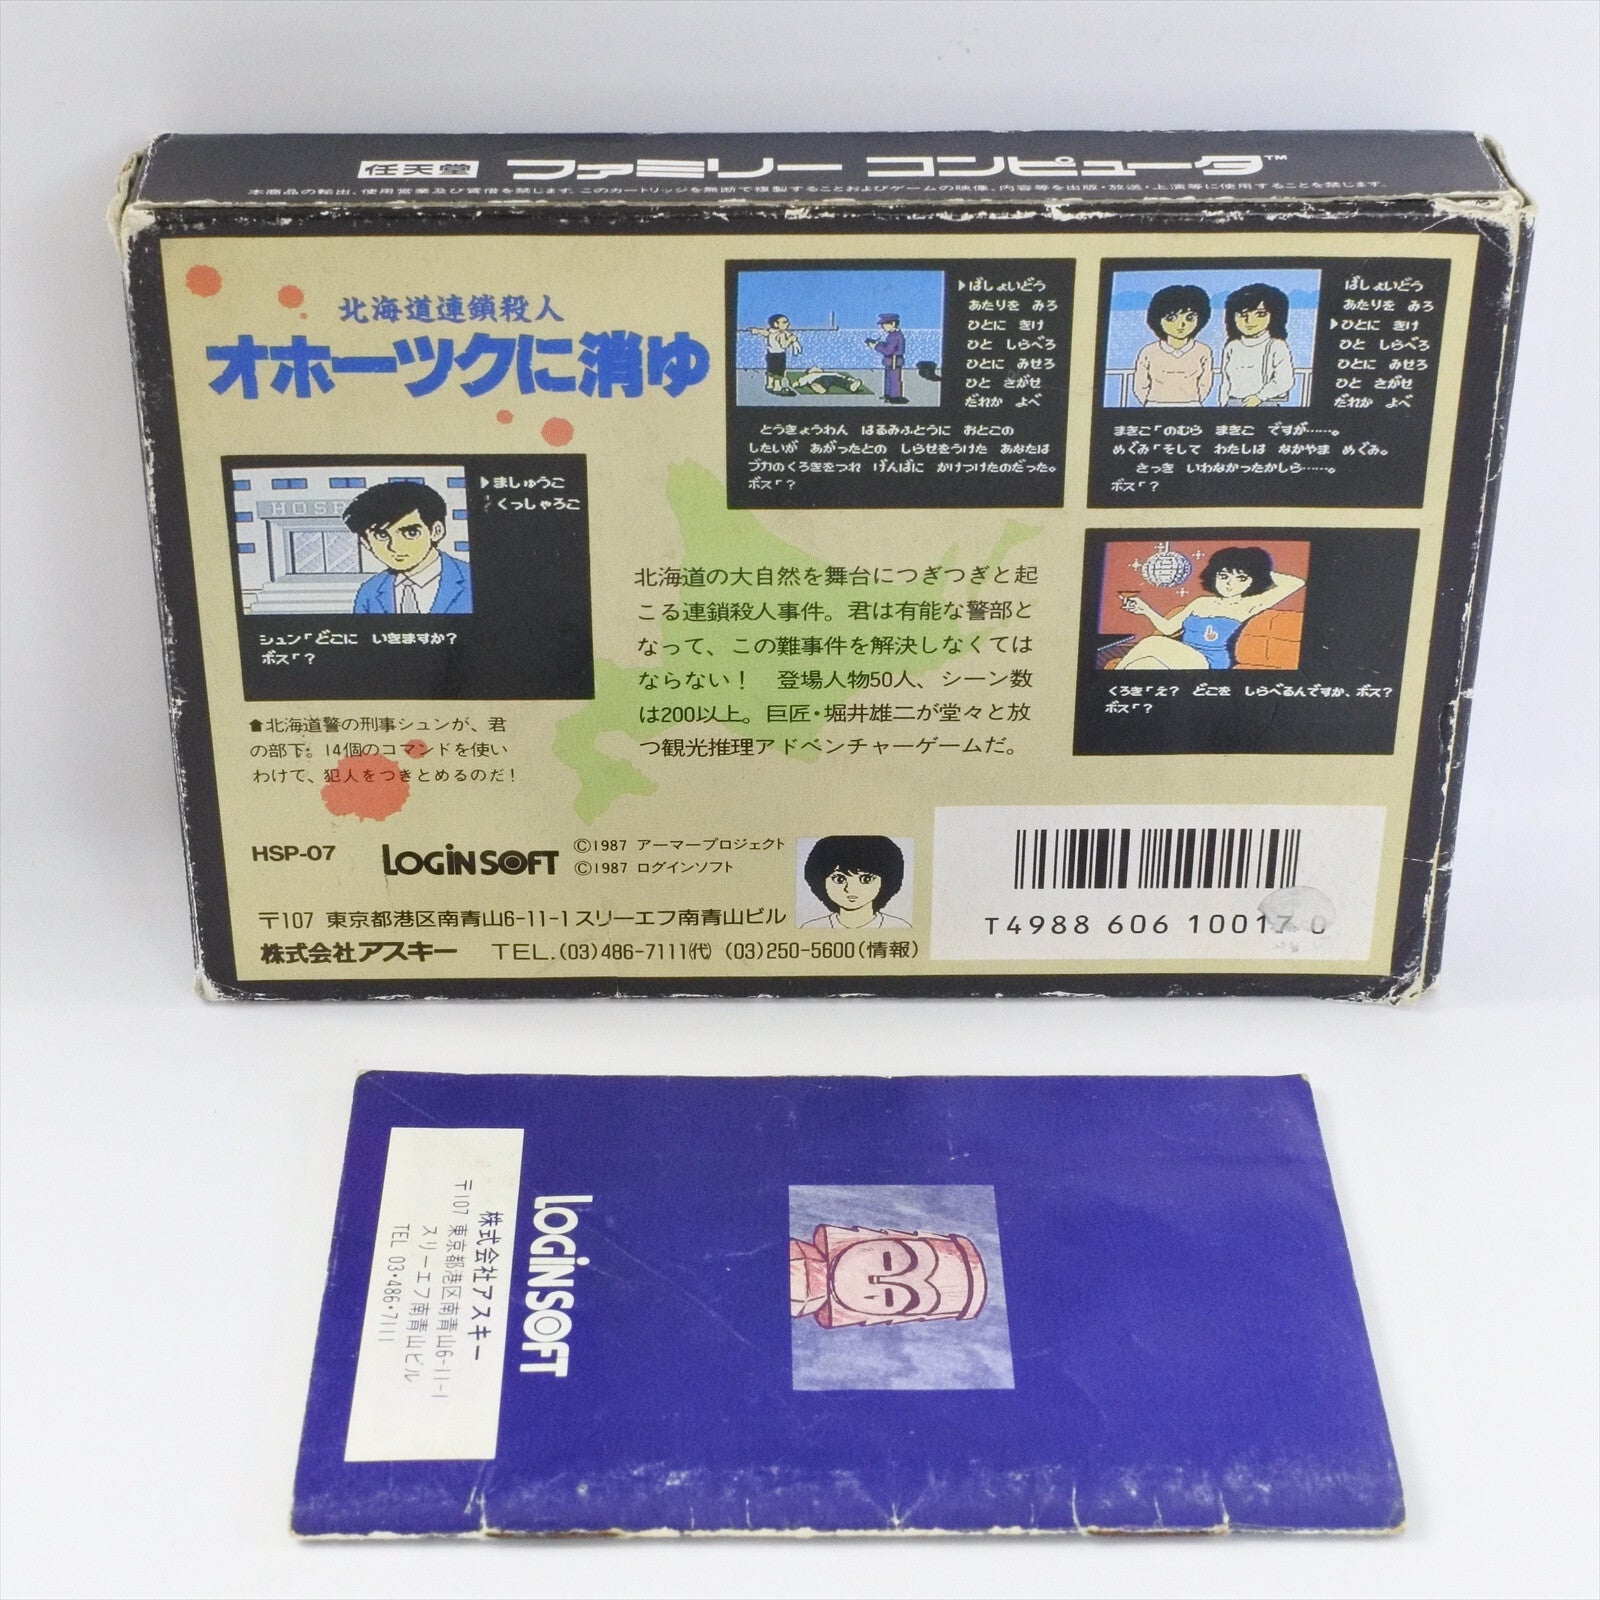 任天堂 ファミリー コンピュータ™
本商品の輸出、使用営業及び賃借を禁じます。このカートリッジを無断で複製することおよびゲームの映像、内容等を出版・放送・上演等に使用することを禁じます。
北海道連鎖殺人
オホーツクに消ゆ
ばしょいどう
あたりを みろ
ひとに きけ
ひと しらべろ
ひとに みせろ
ひと さがせ
だれか よべ
とうきょうわん はるみふとうに おとこの
したいが あがったとの しらせをうけた あなたは
ブカのくろきをつれ げんばに かけつけたのだった。
ボス「?
ばしょいどう
あたりを みろ
ひとに きけ
ひと しらべろ
ひとに みせろ
ひと さがせ
だれか よべ
まきこ「のむら まきこ ですが……。
めぐみ「そして わたしは なかやま めぐみ。
さっき いわなかったかしら……。
ボス「?
HOSP
ましゅうこ
くっしゃろこ
シュン「どこに いきますか?
ボス「?
北海道警の刑事シュンが、君
の部下。14個のコマンドを使い
わけて、犯人をつきとめるのだ!
北海道の大自然を舞台につぎつぎと起
こる連鎖殺人事件。君は有能な警部と
なって、この難事件を解決しなくては
ならない! 登場人物50人、シーン数
は200以上。巨匠・堀井雄二が堂々と放
つ観光推理アドベンチャーゲームだ。
くろき「え? どこを しらべるんですか、ボス?
ボス「?
HSP-07
LOGiN SOFT
©1987 アーマープロジェクト
©1987 ログインソフト
〒107 東京都港区南青山6-11-1スリーエフ南青山ビル
株式会社アスキー TEL.(03)486-7111(代) (03)250-5600(情報)
T4988 606 10017 0
LOGiN SOFT
株式会社アスキー
〒107 東京都港区南青山6-11-1
スリーエフ南青山ビル
TEL 03・486・7111